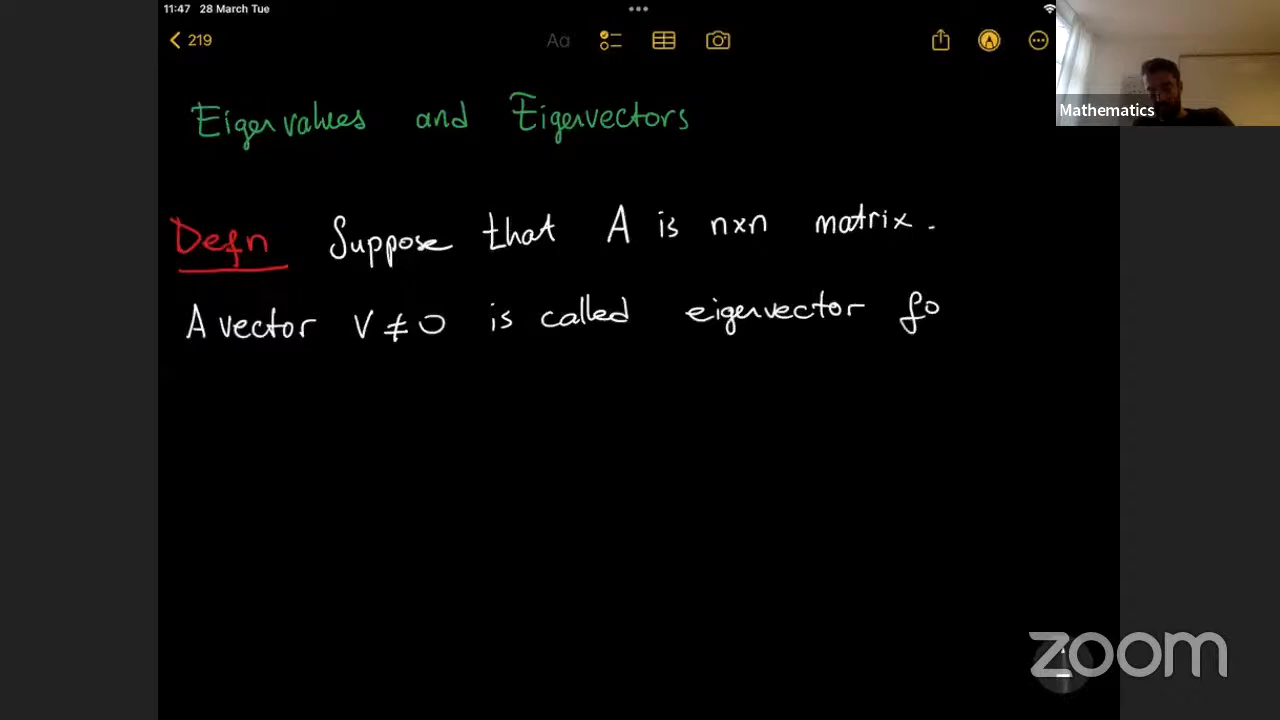 11:47 28 March Tue
219
Aa
Mathematics
Eigenvalues and Eigenvectors
Defn Suppose that A is n×n matrix.
A vector V ≠ 0 is called eigenvector fo
zoom